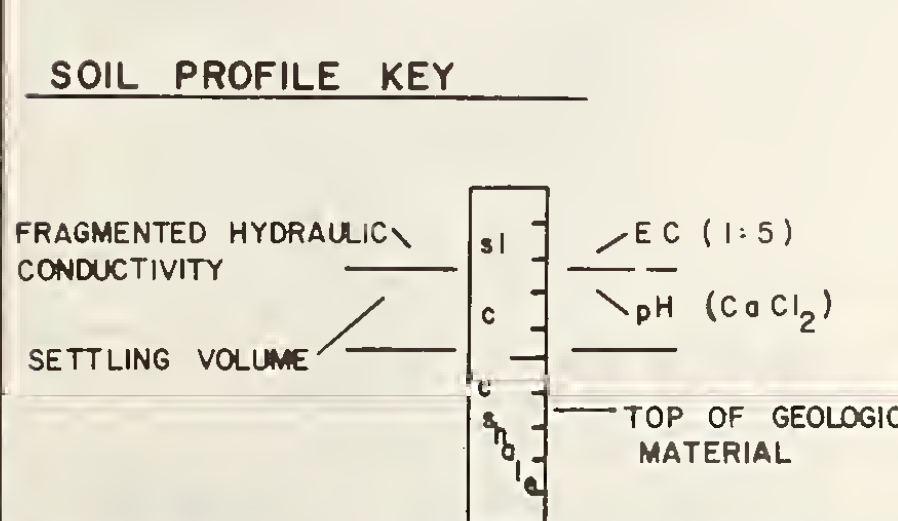 SOIL PROFILE KEY
FRAGMENTED HYDRAULIC
CONDUCTIVITY
SETTLING VOLUME
sl
c
c
shale
EC (1:5)
pH (CaCl₂)
TOP OF GEOLOGIC
MATERIAL